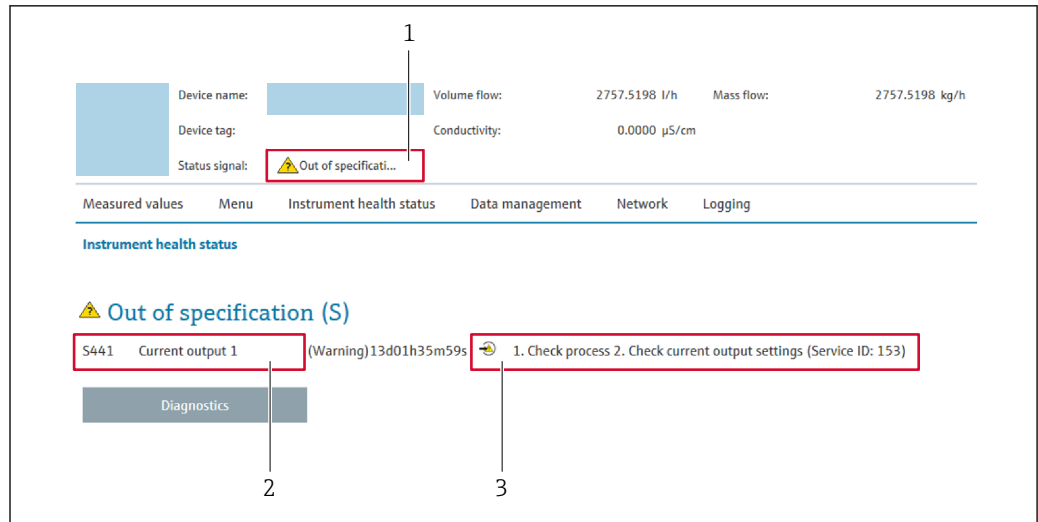 1
Device name: Volume flow: 2757.5198 l/h Mass flow: 2757.5198 kg/h
Device tag: Conductivity: 0.0000 µS/cm
Status signal: Out of specificati...
Measured values Menu Instrument health status Data management Network Logging
Instrument health status
Out of specification (S)
S441 Current output 1 (Warning)13d01h35m59s 1. Check process 2. Check current output settings (Service ID: 153)
Diagnostics
2 3